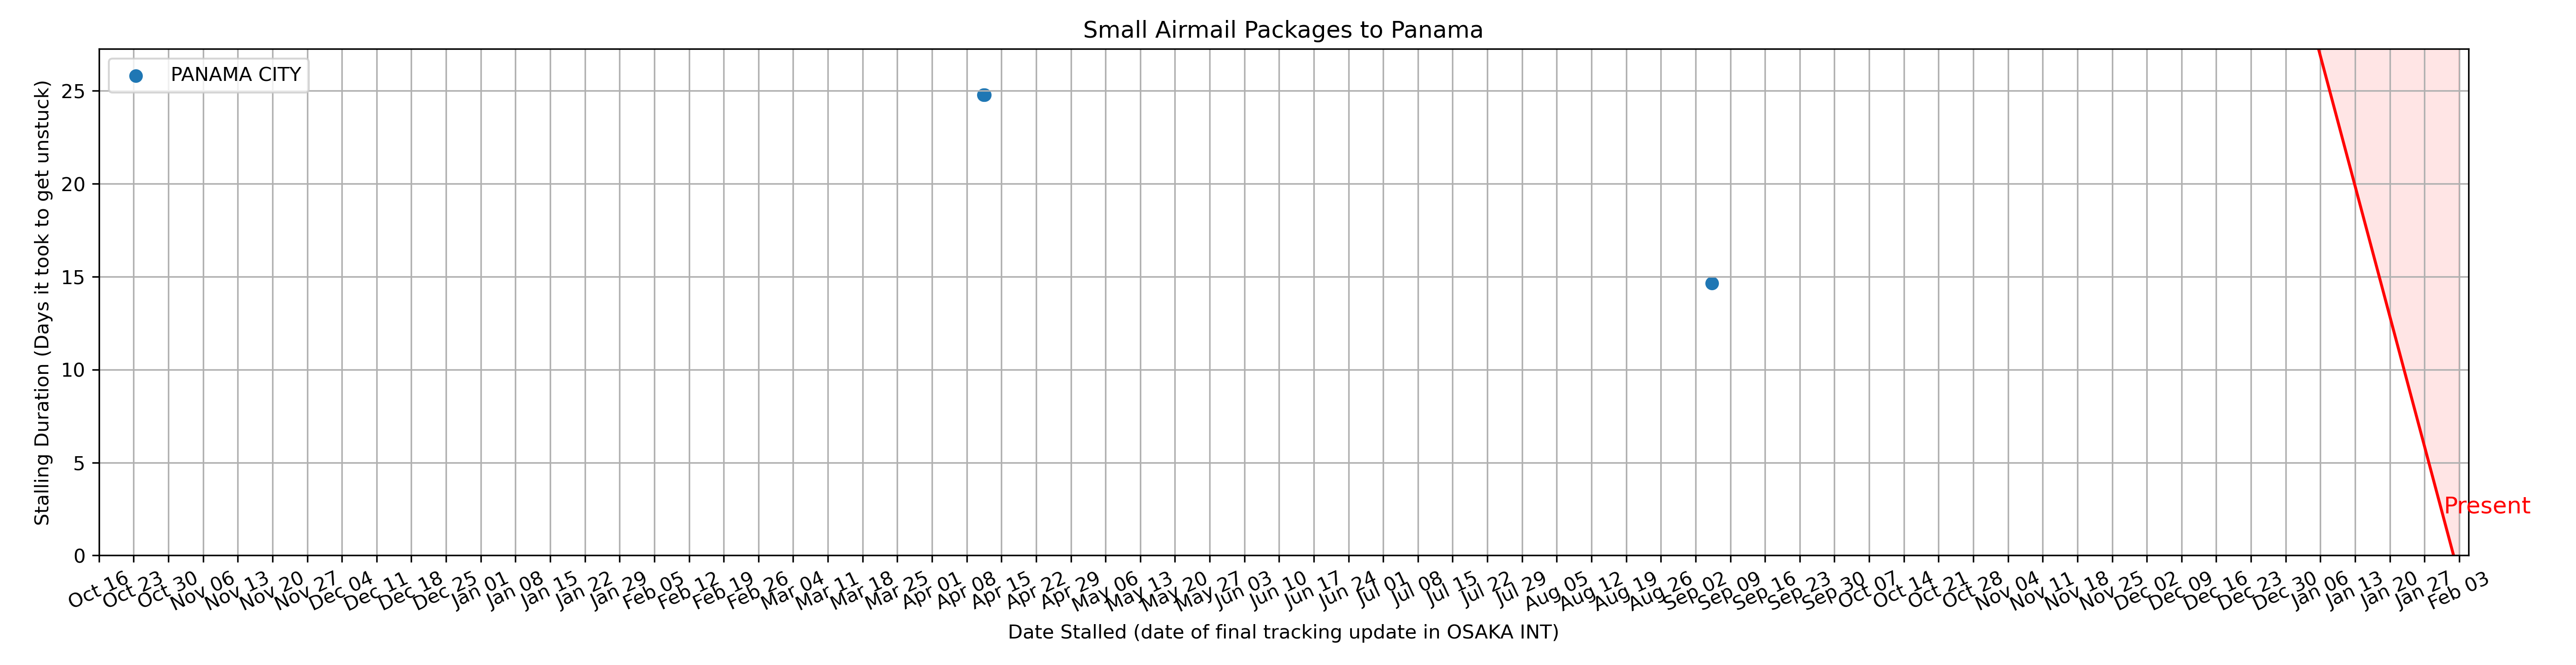 Small Airmail Packages to Panama
PANAMA CITY
Stalling Duration (Days it took to get unstuck)
25
20
15
10
5
0
Present
Oct 16 Oct 23 Oct 30 Nov 06 Nov 13 Nov 20 Nov 27 Dec 04 Dec 11 Dec 18 Dec 25 Jan 01 Jan 08 Jan 15 Jan 22 Jan 29 Feb 05 Feb 12 Feb 19 Feb 26 Mar 04 Mar 11 Mar 18 Mar 25 Apr 01 Apr 08 Apr 15 Apr 22 Apr 29 May 06 May 13 May 20 May 27 Jun 03 Jun 10 Jun 17 Jun 24 Jul 01 Jul 08 Jul 15 Jul 22 Jul 29 Aug 05 Aug 12 Aug 19 Aug 26 Sep 02 Sep 09 Sep 16 Sep 23 Sep 30 Oct 07 Oct 14 Oct 21 Oct 28 Nov 04 Nov 11 Nov 18 Nov 25 Dec 02 Dec 09 Dec 16 Dec 23 Dec 30 Jan 06 Jan 13 Jan 20 Jan 27 Feb 03
Date Stalled (date of final tracking update in OSAKA INT)